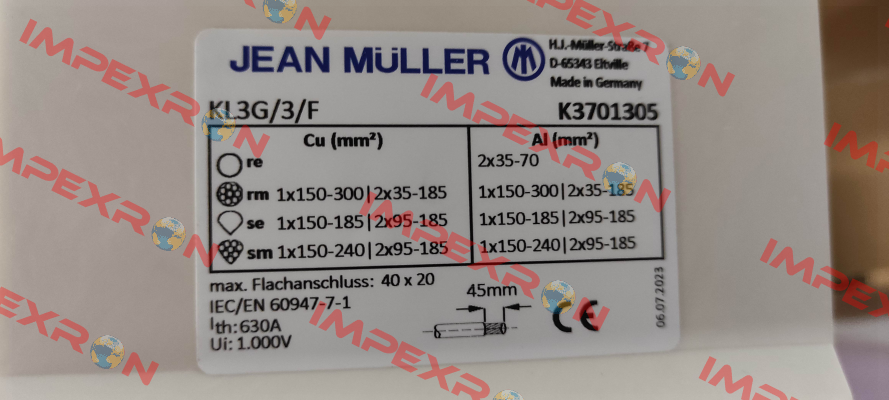 JEAN MÜLLER
H.J.-Müller-Straße 7
D-65343 Eltville
Made in Germany
KL3G/3/F K3701305
Cu (mm²) Al (mm²)
re 2x35-70
rm 1x150-300|2x35-185 1x150-300|2x35-185
se 1x150-185|2x95-185 1x150-185|2x95-185
sm 1x150-240|2x95-185 1x150-240|2x95-185
max. Flachanschluss: 40 x 20
IEC/EN 60947-7-1
Ith:630A
Ui: 1.000V
45mm
CE
06.07.2023
IMPEXRON